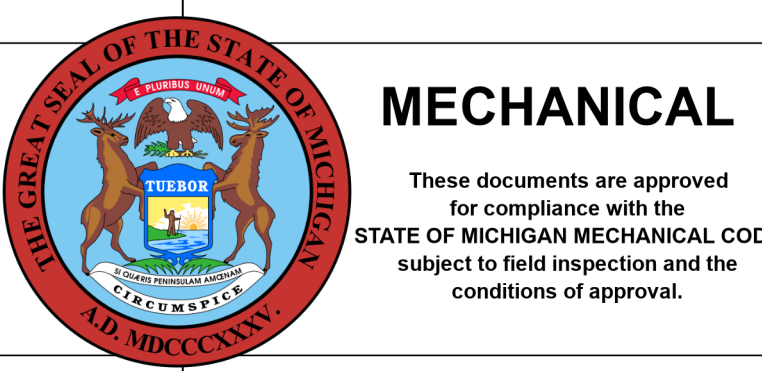 THE GREAT SEAL OF THE STATE OF MICHIGAN
E PLURIBUS UNUM
TUEBOR
SI QUÆRIS PENINSULAM AMŒNAM
CIRCUMSPICE
A.D. MDCCCXXXV.
MECHANICAL
These documents are approved
for compliance with the
STATE OF MICHIGAN MECHANICAL COD
subject to field inspection and the
conditions of approval.